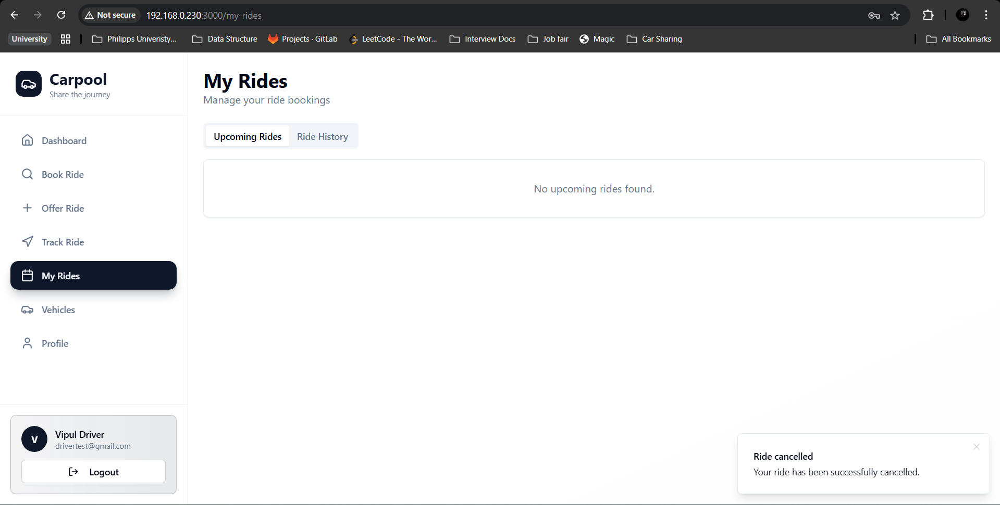 Not secure 192.168.0.230:3000/my-rides
University Philipps Univeristy... Data Structure Projects · GitLab LeetCode - The Wor... Interview Docs Job fair Magic Car Sharing All Bookmarks
Carpool
Share the journey
Dashboard
Book Ride
Offer Ride
Track Ride
My Rides
Vehicles
Profile
V
Vipul Driver
drivertest@gmail.com
Logout
My Rides
Manage your ride bookings
Upcoming Rides Ride History
No upcoming rides found.
Ride cancelled
Your ride has been successfully cancelled.